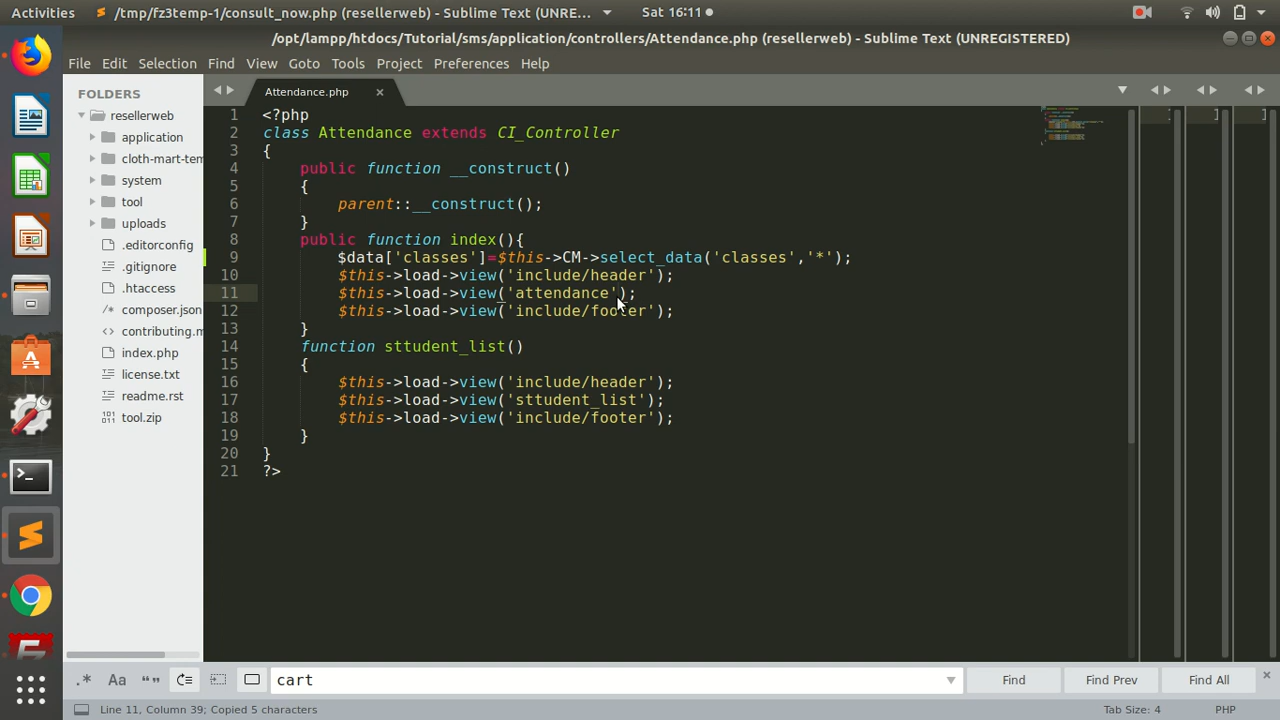 Activities
/tmp/fz3temp-1/consult_now.php (resellerweb) - Sublime Text (UNRE...
Sat 16:11
/opt/lampp/htdocs/Tutorial/sms/application/controllers/Attendance.php (resellerweb) - Sublime Text (UNREGISTERED)
File Edit Selection Find View Goto Tools Project Preferences Help
FOLDERS
resellerweb
application
cloth-mart-tem
system
tool
uploads
.editorconfig
.gitignore
.htaccess
/* composer.json
<> contributing.m
index.php
license.txt
readme.rst
tool.zip
Attendance.php ×
1 <?php
2 class Attendance extends CI_Controller
3 {
4 public function __construct()
5 {
6 parent::__construct();
7 }
8 public function index(){
9 $data['classes']=$this->CM->select_data('classes','*');
10 $this->load->view('include/header');
11 $this->load->view('attendance');
12 $this->load->view('include/footer');
13 }
14 function sttudent_list()
15 {
16 $this->load->view('include/header');
17 $this->load->view('sttudent_list');
18 $this->load->view('include/footer');
19 }
20 }
21 ?>
.* Aa “” cart Find Find Prev Find All ×
Line 11, Column 39; Copied 5 characters
Tab Size: 4
PHP